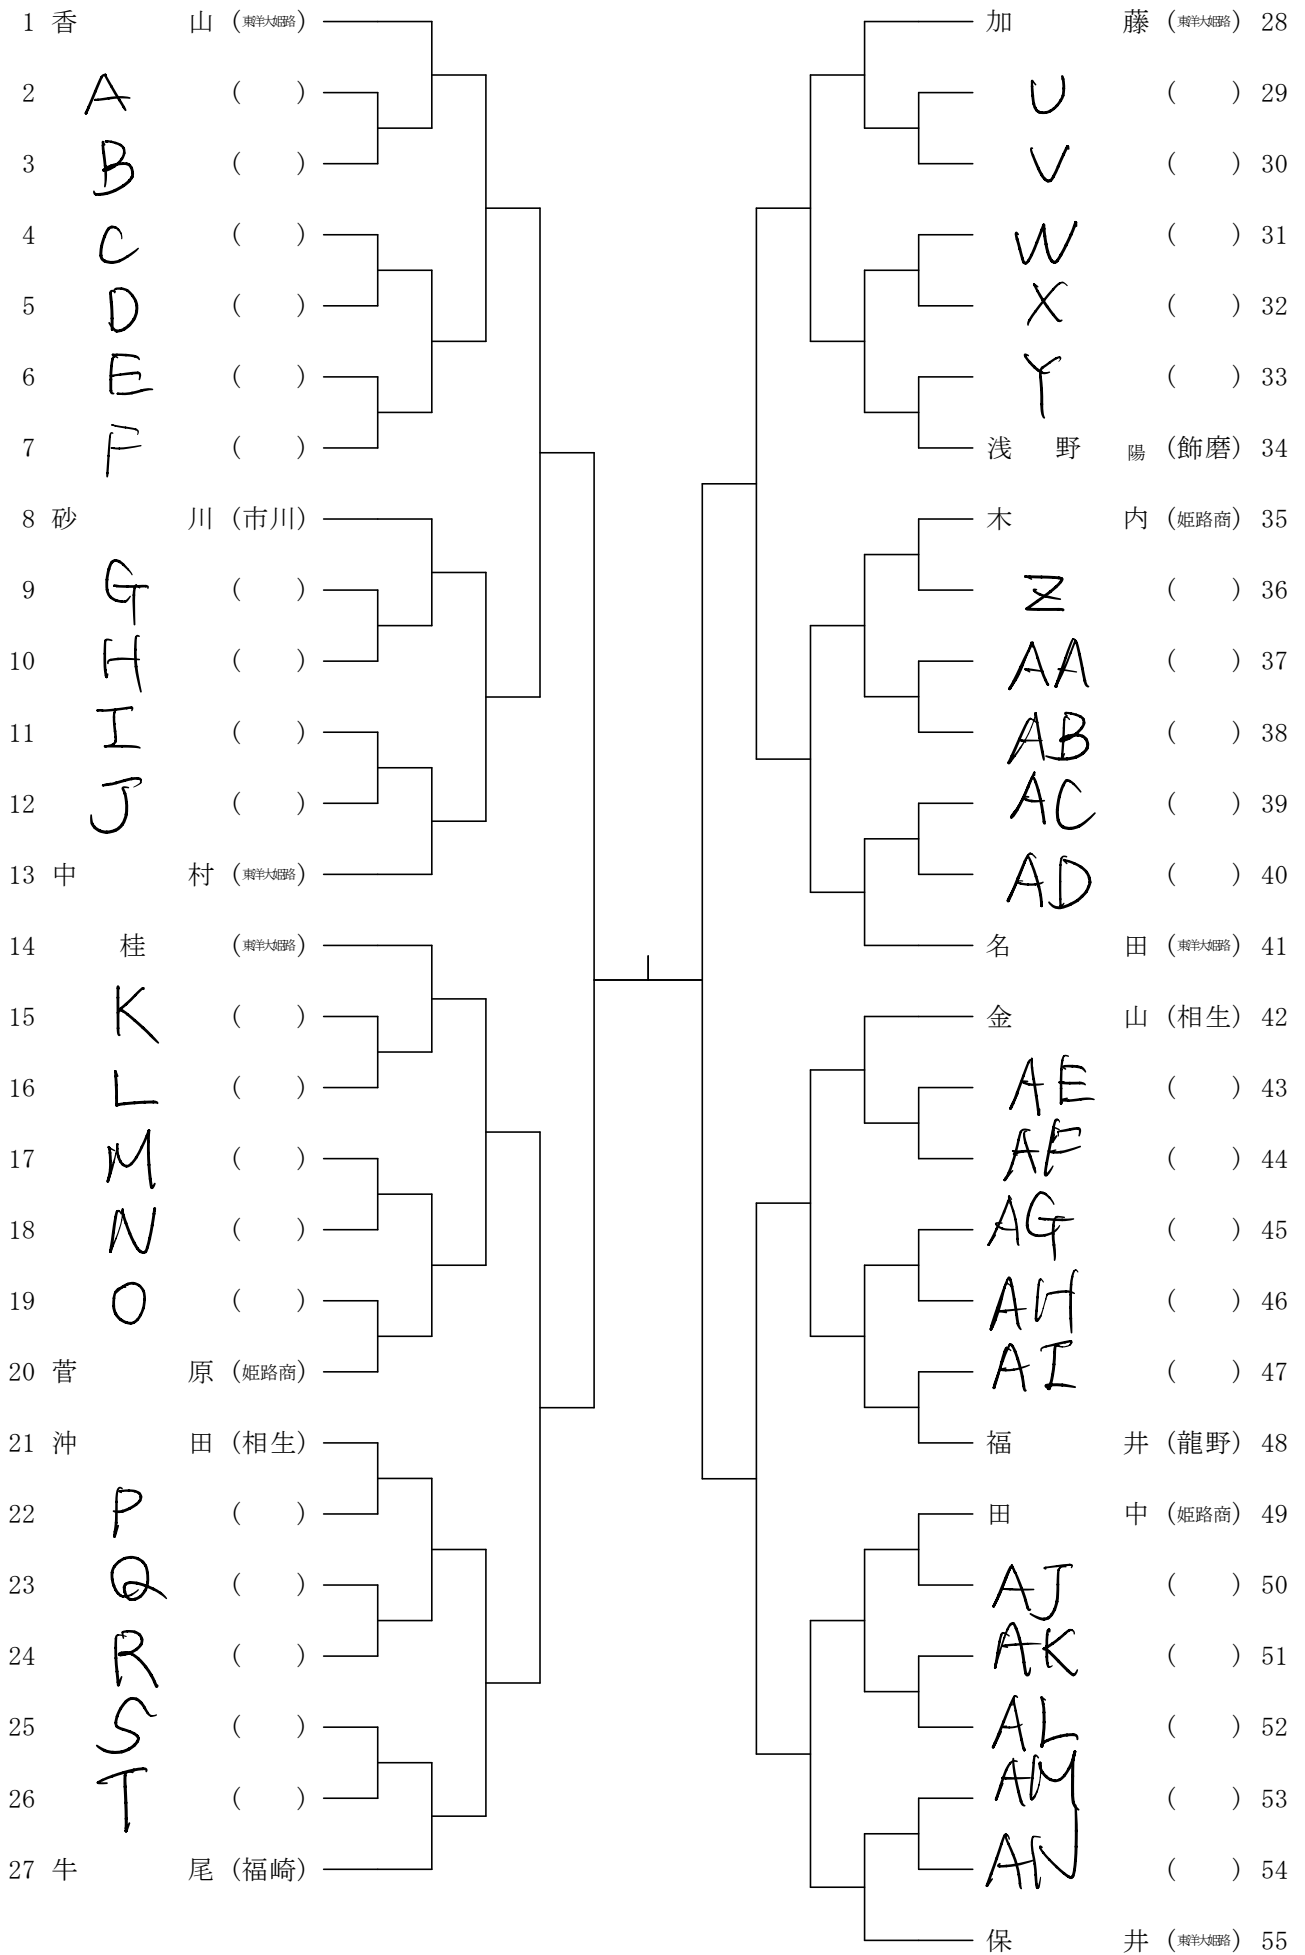 1 香 山 (東洋大姫路)
2 A ( )
3 B ( )
4 C ( )
5 D ( )
6 E ( )
7 F ( )
8 砂 川 (市川)
9 G ( )
10 H ( )
11 I ( )
12 J ( )
13 中 村 (東洋大姫路)
14 桂 (東洋大姫路)
15 K ( )
16 L ( )
17 M ( )
18 N ( )
19 O ( )
20 菅 原 (姫路商)
21 沖 田 (相生)
22 P ( )
23 Q ( )
24 R ( )
25 S ( )
26 T ( )
27 牛 尾 (福崎)
加 藤 (東洋大姫路) 28
U ( ) 29
V ( ) 30
W ( ) 31
X ( ) 32
Y ( ) 33
浅 野 陽 (飾磨) 34
木 内 (姫路商) 35
Z ( ) 36
AA ( ) 37
AB ( ) 38
AC ( ) 39
AD ( ) 40
名 田 (東洋大姫路) 41
金 山 (相生) 42
AE ( ) 43
AF ( ) 44
AG ( ) 45
AH ( ) 46
AI ( ) 47
福 井 (龍野) 48
田 中 (姫路商) 49
AJ ( ) 50
AK ( ) 51
AL ( ) 52
AM ( ) 53
AN ( ) 54
保 井 (東洋大姫路) 55